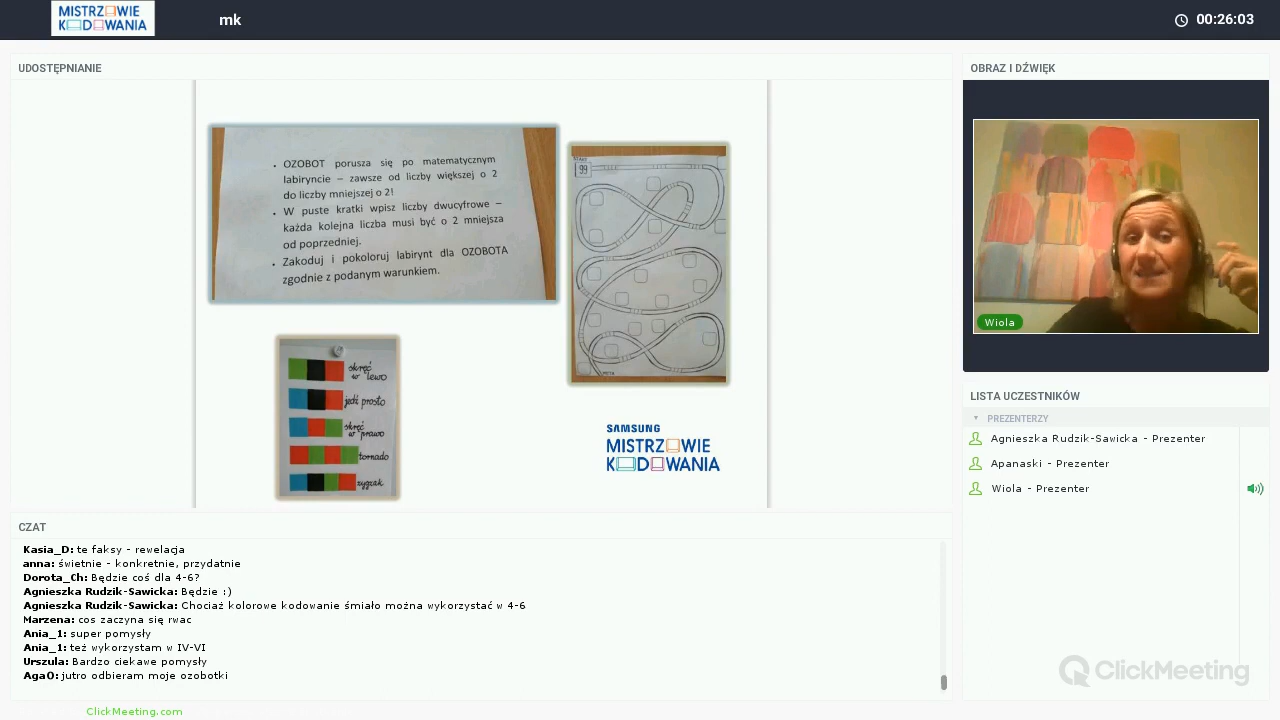 MISTRZOWIE
KODOWANIA
mk
00:26:03
UDOSTĘPNIANIE
OZOBOT porusza się po matematycznym
labiryncie – zawsze od liczby większej o 2
do liczby mniejszej o 2!
W puste kratki wpisz liczby dwucyfrowe –
każda kolejna liczba musi być o 2 mniejsza
od poprzedniej.
Zakoduj i pokoloruj labirynt dla OZOBOTA
zgodnie z podanym warunkiem.
START
99
META
skręć
w lewo
jedź prosto
skręć
w prawo
tornado
zygzak
SAMSUNG
MISTRZOWIE
KODOWANIA
OBRAZ I DŹWIĘK
Wiola
LISTA UCZESTNIKÓW
PREZENTERZY
Agnieszka Rudzik-Sawicka - Prezenter
Apanaski - Prezenter
Wiola - Prezenter
CZAT
Kasia_D: te faksy - rewelacja
anna: świetnie - konkretnie, przydatnie
Dorota_Ch: Będzie coś dla 4-6?
Agnieszka Rudzik-Sawicka: Będzie :)
Agnieszka Rudzik-Sawicka: Chociaż kolorowe kodowanie śmiało można wykorzystać w 4-6
Marzena: cos zaczyna się rwac
Ania_1: super pomysły
Ania_1: też wykorzystam w IV-VI
Urszula: Bardzo ciekawe pomysły
AgaO: jutro odbieram moje ozobotki
ClickMeeting
ClickMeeting.com